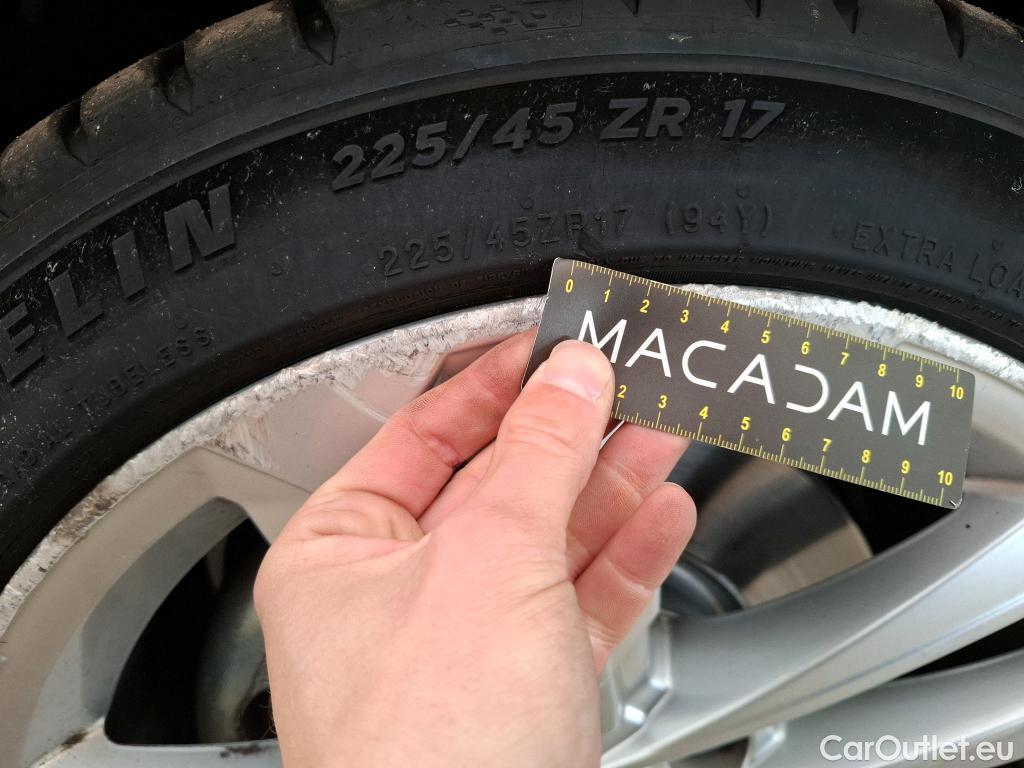 225/45 ZR 17
ELIN
225/45ZR17 (94Y)
EXTRA LOA
TUBELESS
0 1 2 3 4 5 6 7 8 9 10
MACADAM
2 3 4 5 6 7 8 9 10
CarOutlet.eu